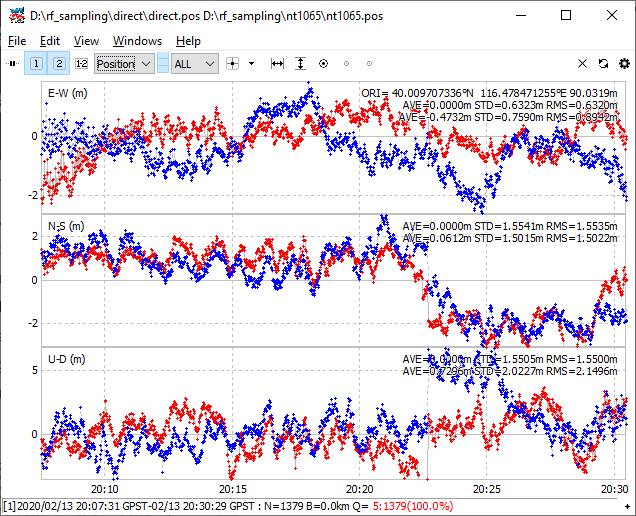 D:\rf_sampling\direct\direct.pos D:\rf_sampling\nt1065\nt1065.pos
File Edit View Windows Help
1 2 1-2 Position ALL
E-W (m) ORI= 40.009707336°N 116.478471255°E 90.0319m
AVE=0.0000m STD=0.6323m RMS=0.6320m
AVE=-0.4732m STD=0.7590m RMS=0.8942m
0
-2
N-S (m) AVE=0.0000m STD=1.5541m RMS=1.5535m
2 AVE=0.0612m STD=1.5015m RMS=1.5022m
0
-2
U-D (m) AVE=0.0000m STD=1.5505m RMS=1.5500m
5 AVE=0.7296m STD=2.0227m RMS=2.1496m
0
20:10 20:15 20:20 20:25 20:30
[1]2020/02/13 20:07:31 GPST-02/13 20:30:29 GPST : N=1379 B=0.0km Q= 5:1379(100.0%)